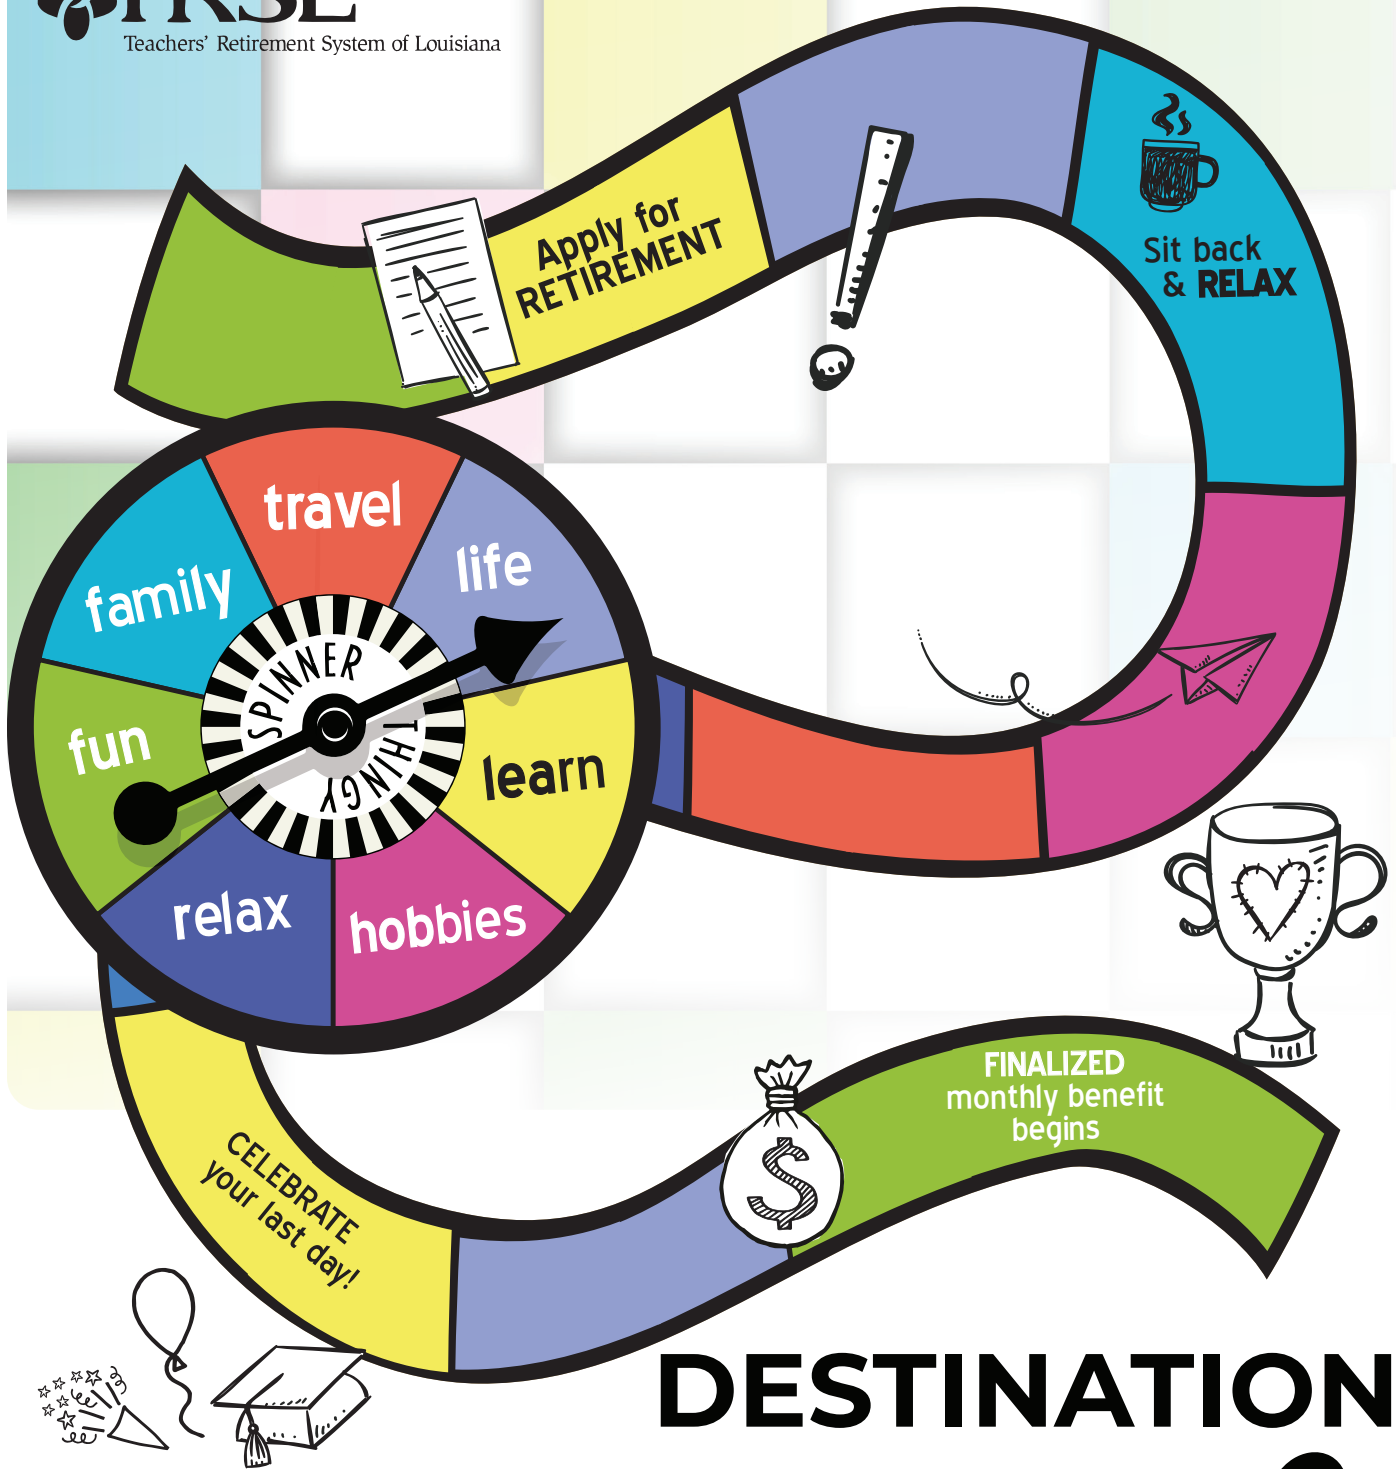 TRSL
Teachers' Retirement System of Louisiana
Apply for
RETIREMENT
Sit back
& RELAX
travel
life
family
SPINNER
THINGY
fun
learn
relax
hobbies
FINALIZED
monthly benefit
begins
$
CELEBRATE
your last day!
DESTINATION